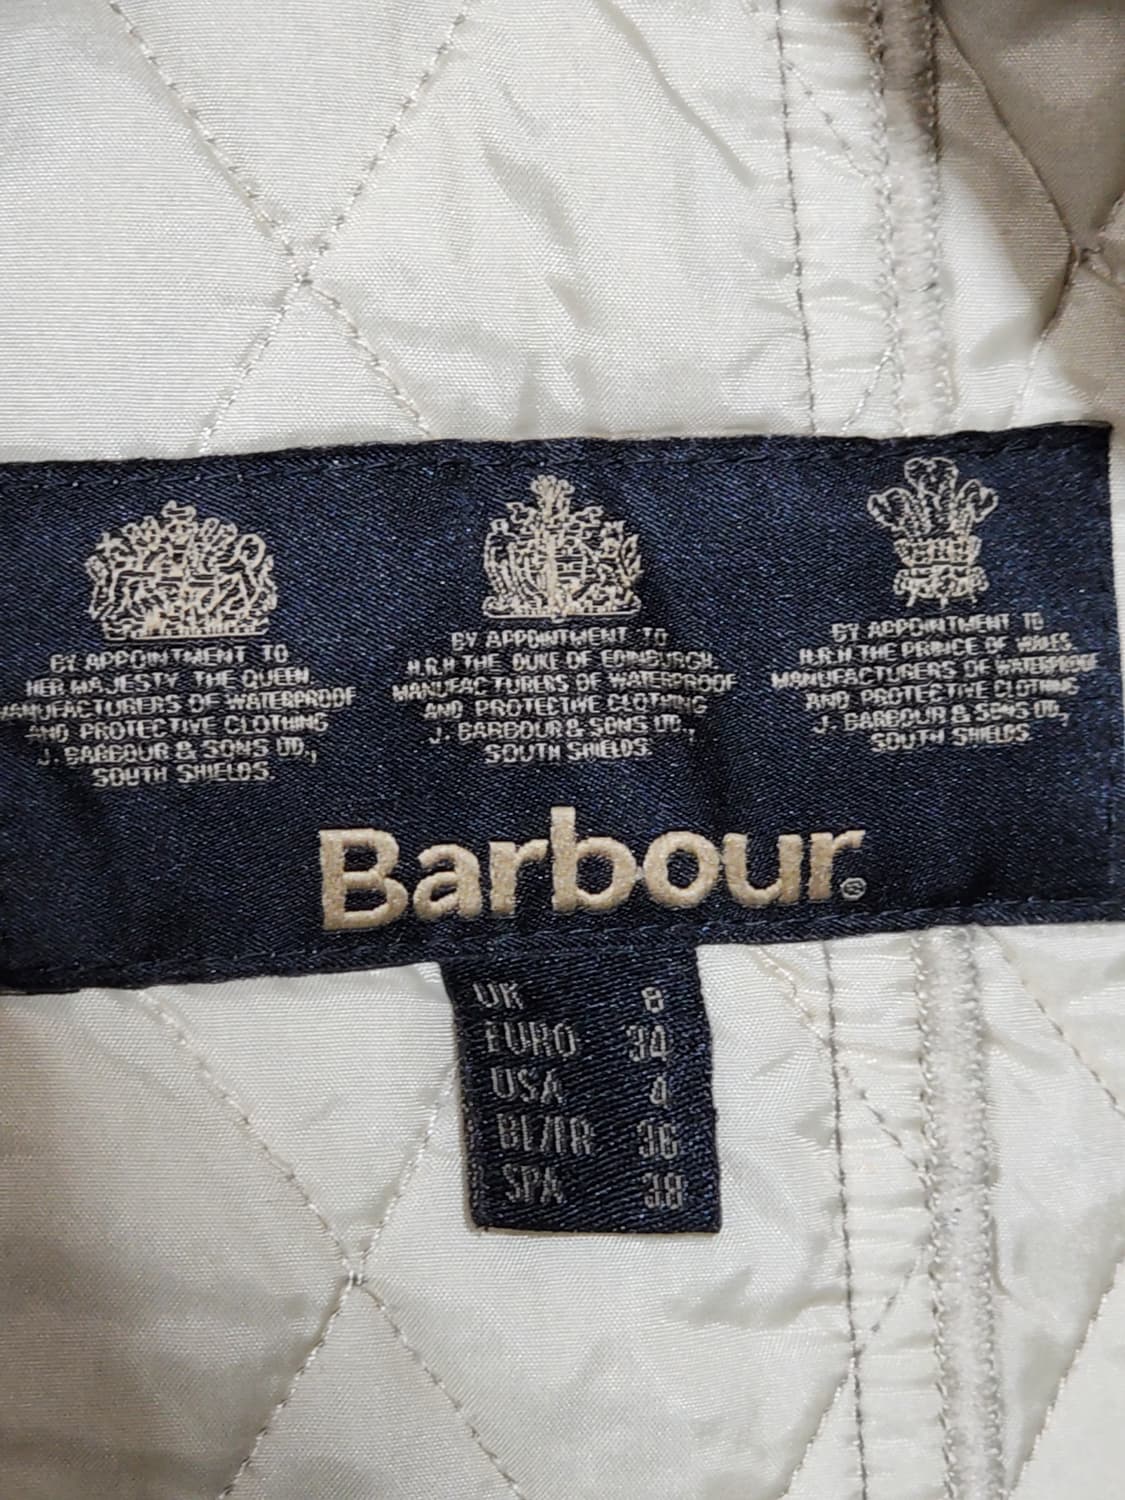 BY APPOINTMENT TO
HER MAJESTY THE QUEEN
MANUFACTURERS OF WATERPROOF
AND PROTECTIVE CLOTHING
J. BARBOUR & SONS LTD.,
SOUTH SHIELDS.
BY APPOINTMENT TO
H.R.H THE DUKE OF EDINBURGH
MANUFACTURERS OF WATERPROOF
AND PROTECTIVE CLOTHING
J. BARBOUR & SONS LTD.,
SOUTH SHIELDS.
BY APPOINTMENT TO
H.R.H THE PRINCE OF WALES
MANUFACTURERS OF WATERPROOF
AND PROTECTIVE CLOTHING
J. BARBOUR & SONS LTD.,
SOUTH SHIELDS.
Barbour®
UK 8
EURO 34
USA 4
BL/FR 36
SPA 38